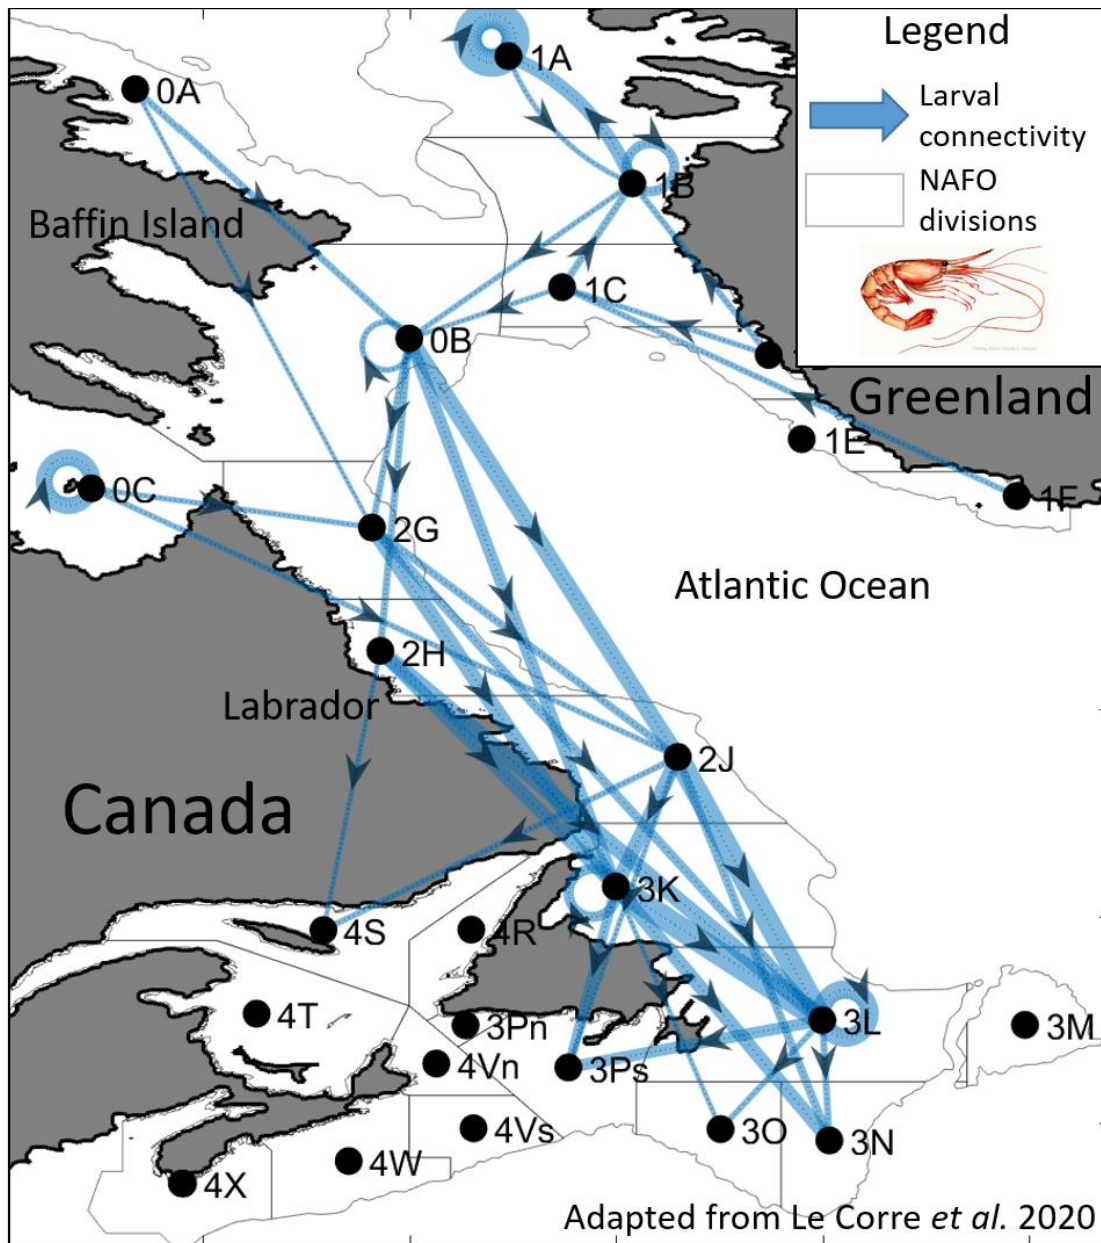 Legend
Larval
connectivity
NAFO
divisions
1A
0A
1B
Baffin Island
1C
0B
Greenland
1E
0C
1F
2G
Atlantic Ocean
2H
Labrador
2J
Canada
3K
4S
4R
4T
3Pn
3L
3M
4Vn
3Ps
4Vs
3O
3N
4W
4X
Adapted from Le Corre et al. 2020